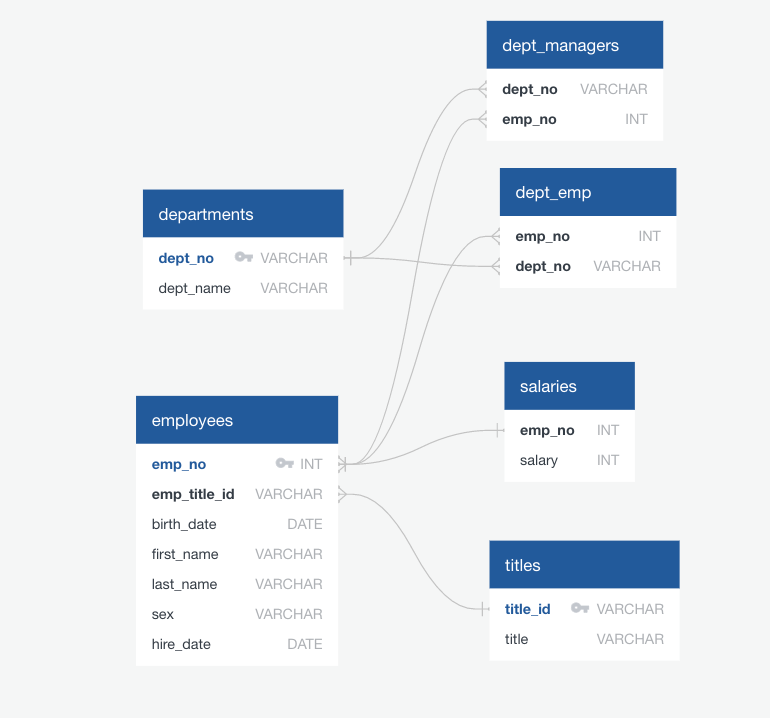 dept_managers
dept_no VARCHAR
emp_no INT
dept_emp
emp_no INT
dept_no VARCHAR
departments
dept_no VARCHAR
dept_name VARCHAR
salaries
emp_no INT
salary INT
employees
emp_no INT
emp_title_id VARCHAR
birth_date DATE
first_name VARCHAR
last_name VARCHAR
sex VARCHAR
hire_date DATE
titles
title_id VARCHAR
title VARCHAR